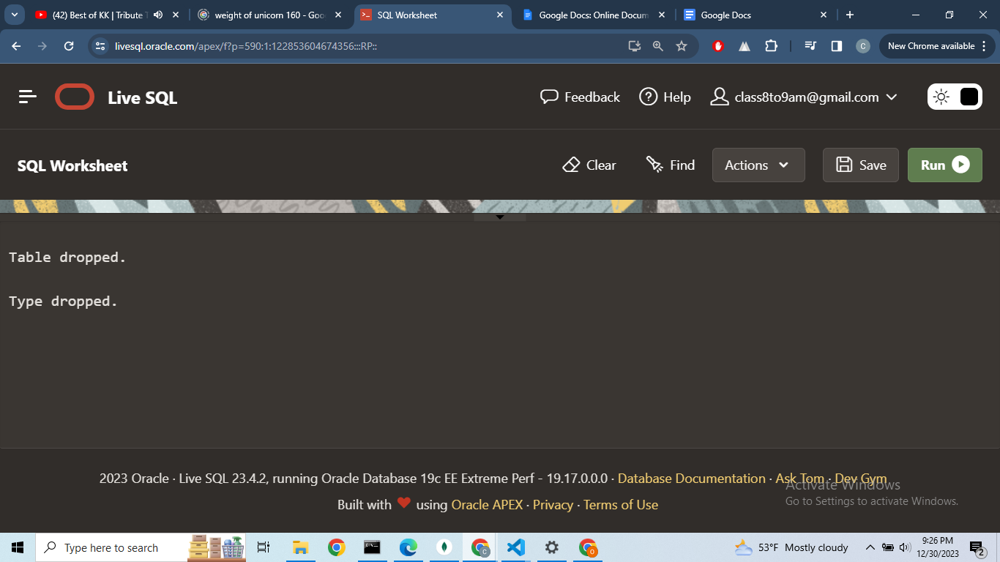 (42) Best of KK | Tribute T
weight of unicorn 160 - Goo
SQL Worksheet
Google Docs: Online Docum
Google Docs
livesql.oracle.com/apex/f?p=590:1:122853604674356:::RP::
C
New Chrome available
Live SQL
Feedback
Help
class8to9am@gmail.com
SQL Worksheet
Clear
Find
Actions
Save
Run
Table dropped.
Type dropped.
2023 Oracle · Live SQL 23.4.2, running Oracle Database 19c EE Extreme Perf - 19.17.0.0.0 · Database Documentation · Ask Tom · Dev Gym
Built with ❤ using Oracle APEX · Privacy · Terms of Use
Activate Windows
Go to Settings to activate Windows.
Type here to search
53°F Mostly cloudy
9:26 PM
12/30/2023
2